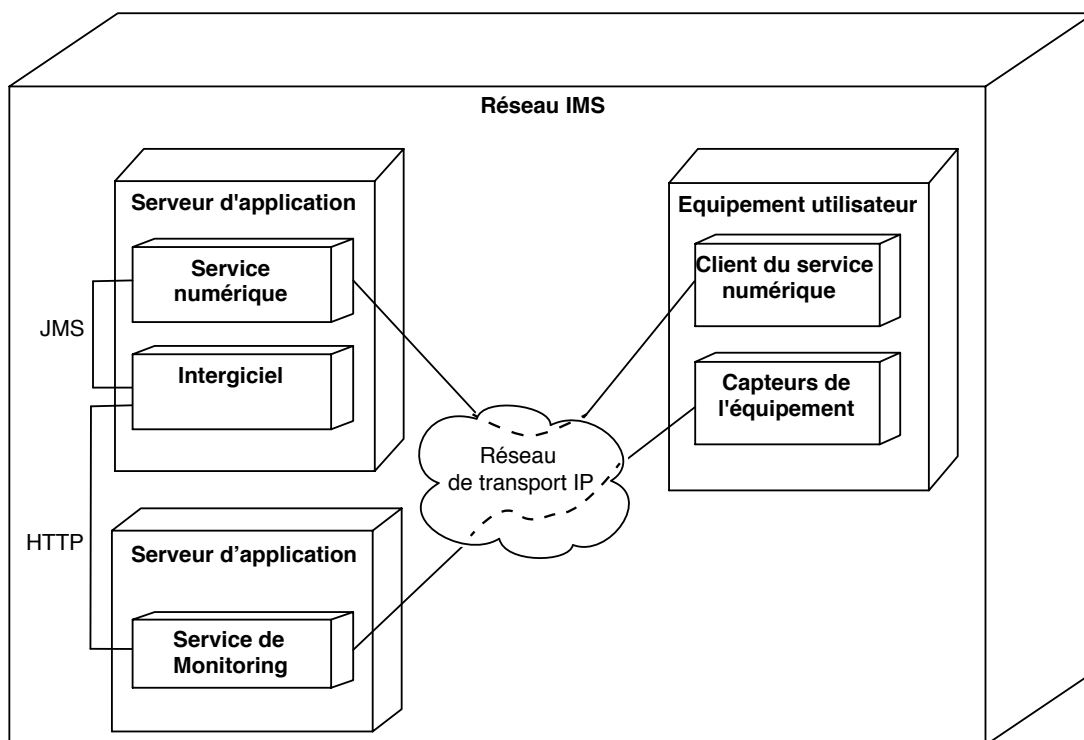 Réseau IMS
Serveur d'application
Service
numérique
JMS
Intergiciel
HTTP
Serveur d’application
Service de
Monitoring
Réseau
de transport IP
Equipement utilisateur
Client du service
numérique
Capteurs de
l'équipement